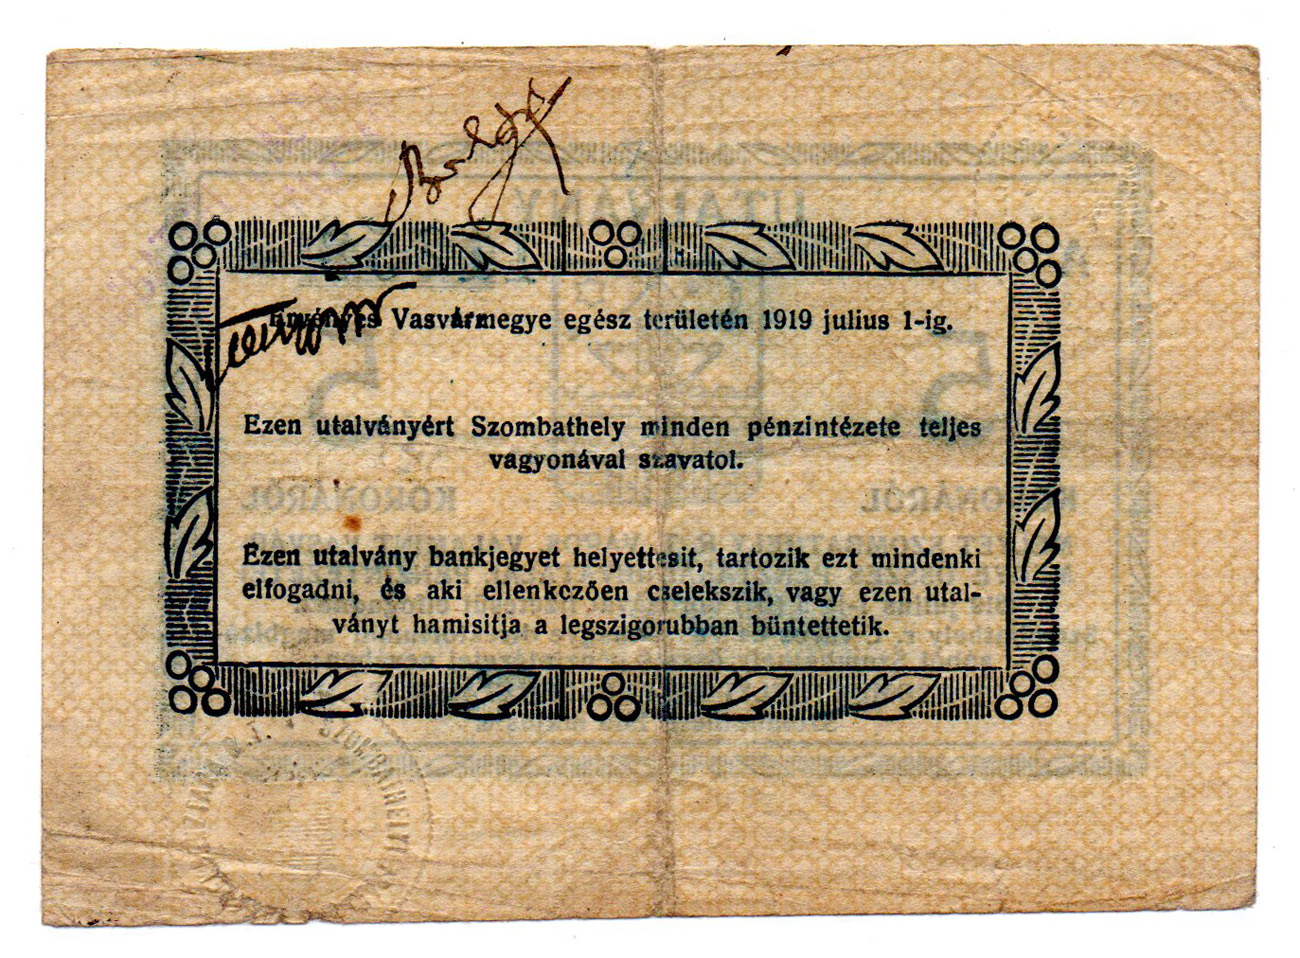 Érvényes Vasvármegye egész területén 1919 julius 1-ig.
Ezen utalványért Szombathely minden pénzintézete teljes
vagyonával szavatol.
Ezen utalvány bankjegyet helyettesit, tartozik ezt mindenki
elfogadni, és aki ellenkezően cselekszik, vagy ezen utal-
ványt hamisitja a legszigorubban büntettetik.